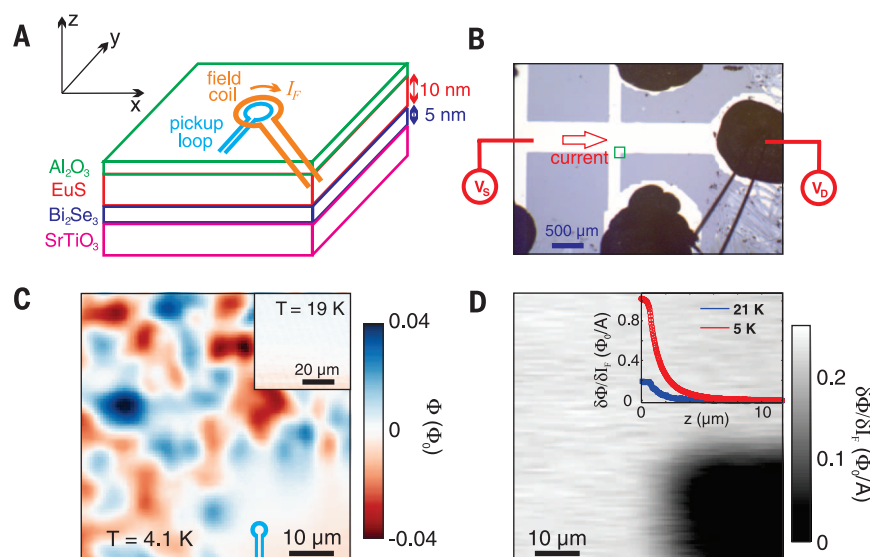 A
z
y
x
field
coil
I_F
pickup
loop
10 nm
5 nm
Al₂O₃
EuS
Bi₂Se₃
SrTiO₃
B
current
V_S
V_D
500 μm
C
T = 19 K
20 μm
T = 4.1 K
10 μm
0.04
0
-0.04
Φ (Φ₀)
D
21 K
5 K
0.8
0.4
0
0
5
10
z (μm)
δΦ/δI_F (Φ₀/A)
10 μm
0.2
0.1
0
δΦ/δI_F (Φ₀/A)